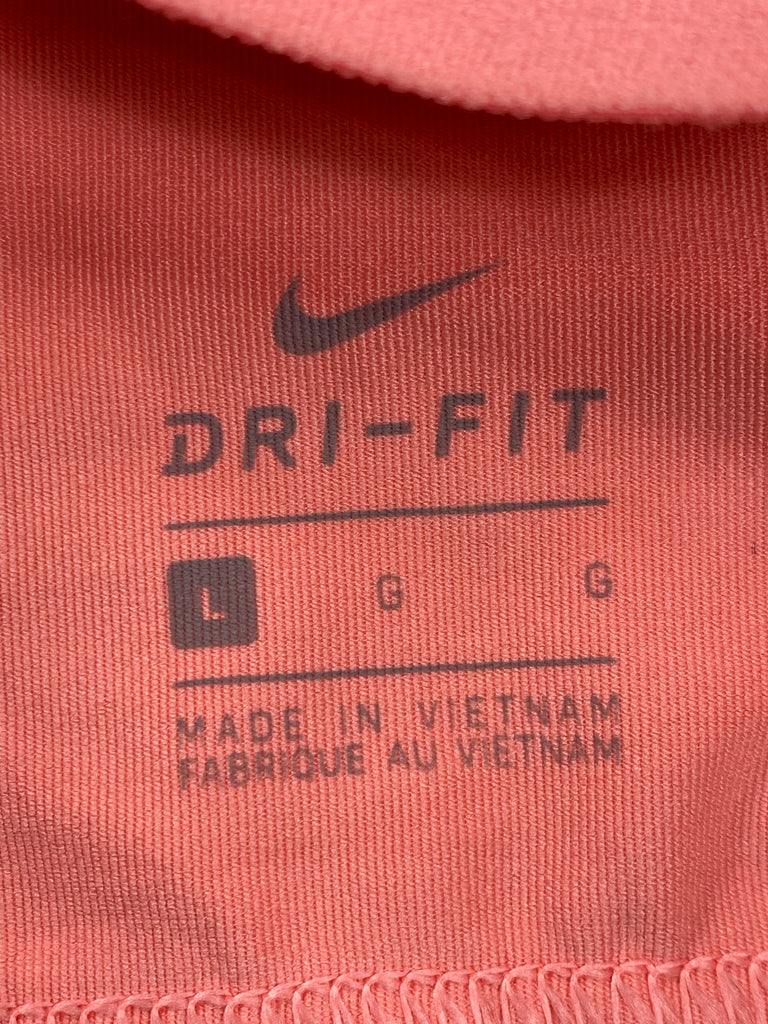 DRI-FIT
L G G
MADE IN VIETNAM
FABRIQUE AU VIETNAM